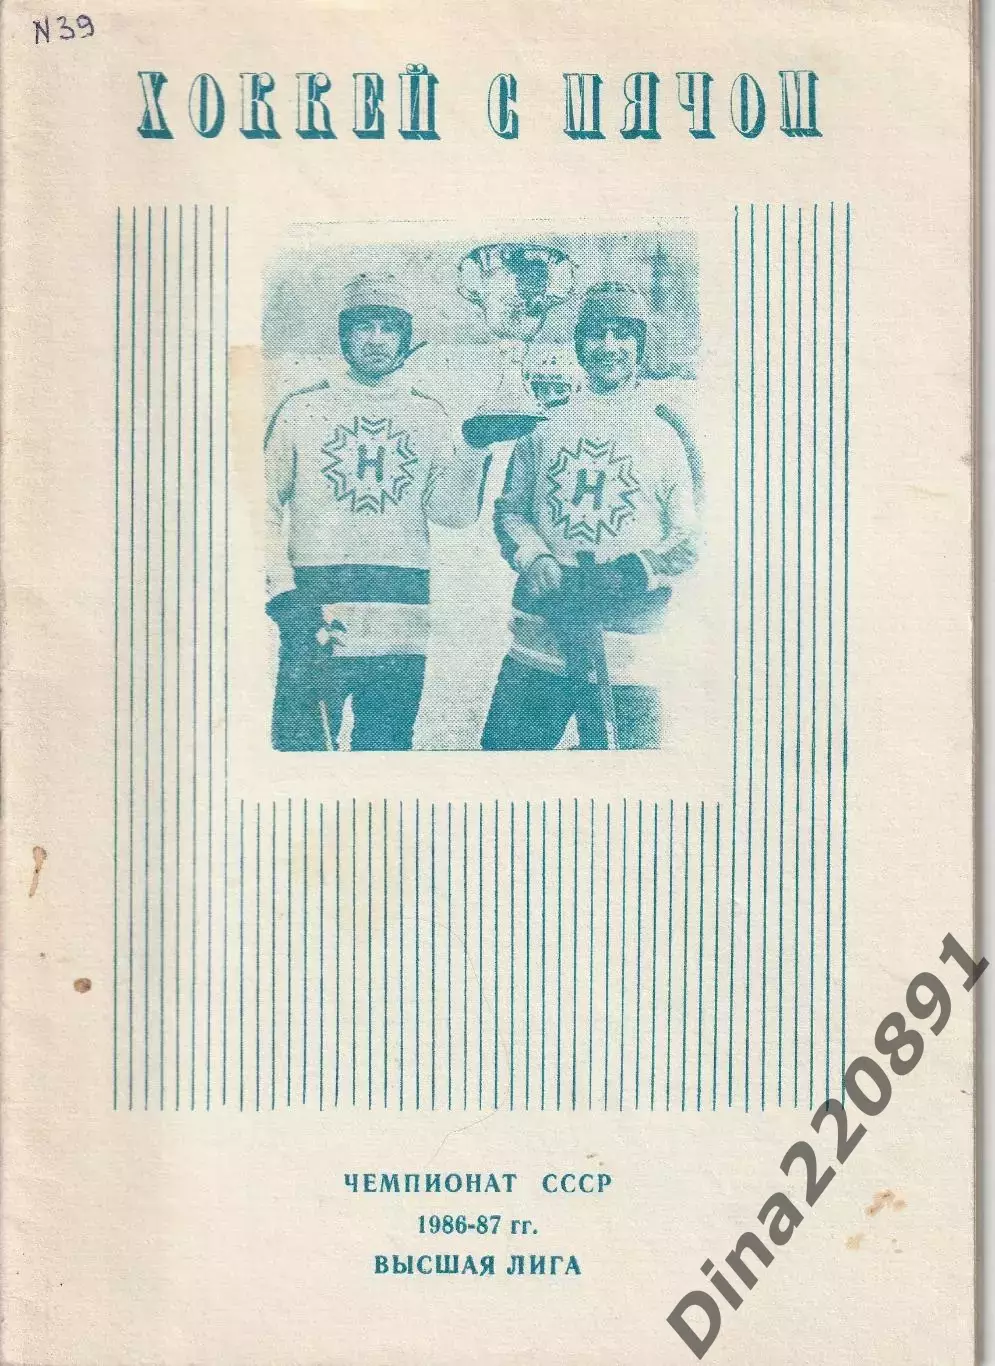 N39
ХОККЕЙ С МЯЧОМ
Н
Н
ЧЕМПИОНАТ СССР
1986-87 гг.
ВЫСШАЯ ЛИГА
Dina220891